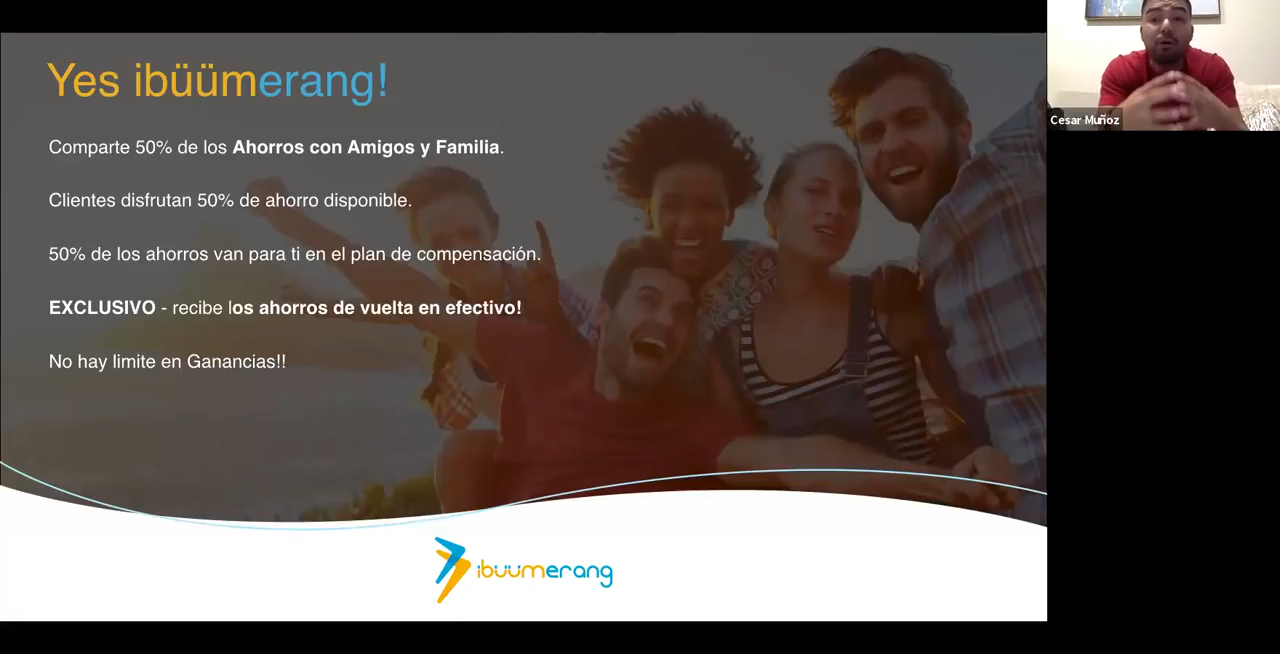 Yes ibüümerang!
Comparte 50% de los Ahorros con Amigos y Familia.
Clientes disfrutan 50% de ahorro disponible.
50% de los ahorros van para ti en el plan de compensación.
EXCLUSIVO - recibe los ahorros de vuelta en efectivo!
No hay limite en Ganancias!!
ibüümerang
Cesar Muñoz